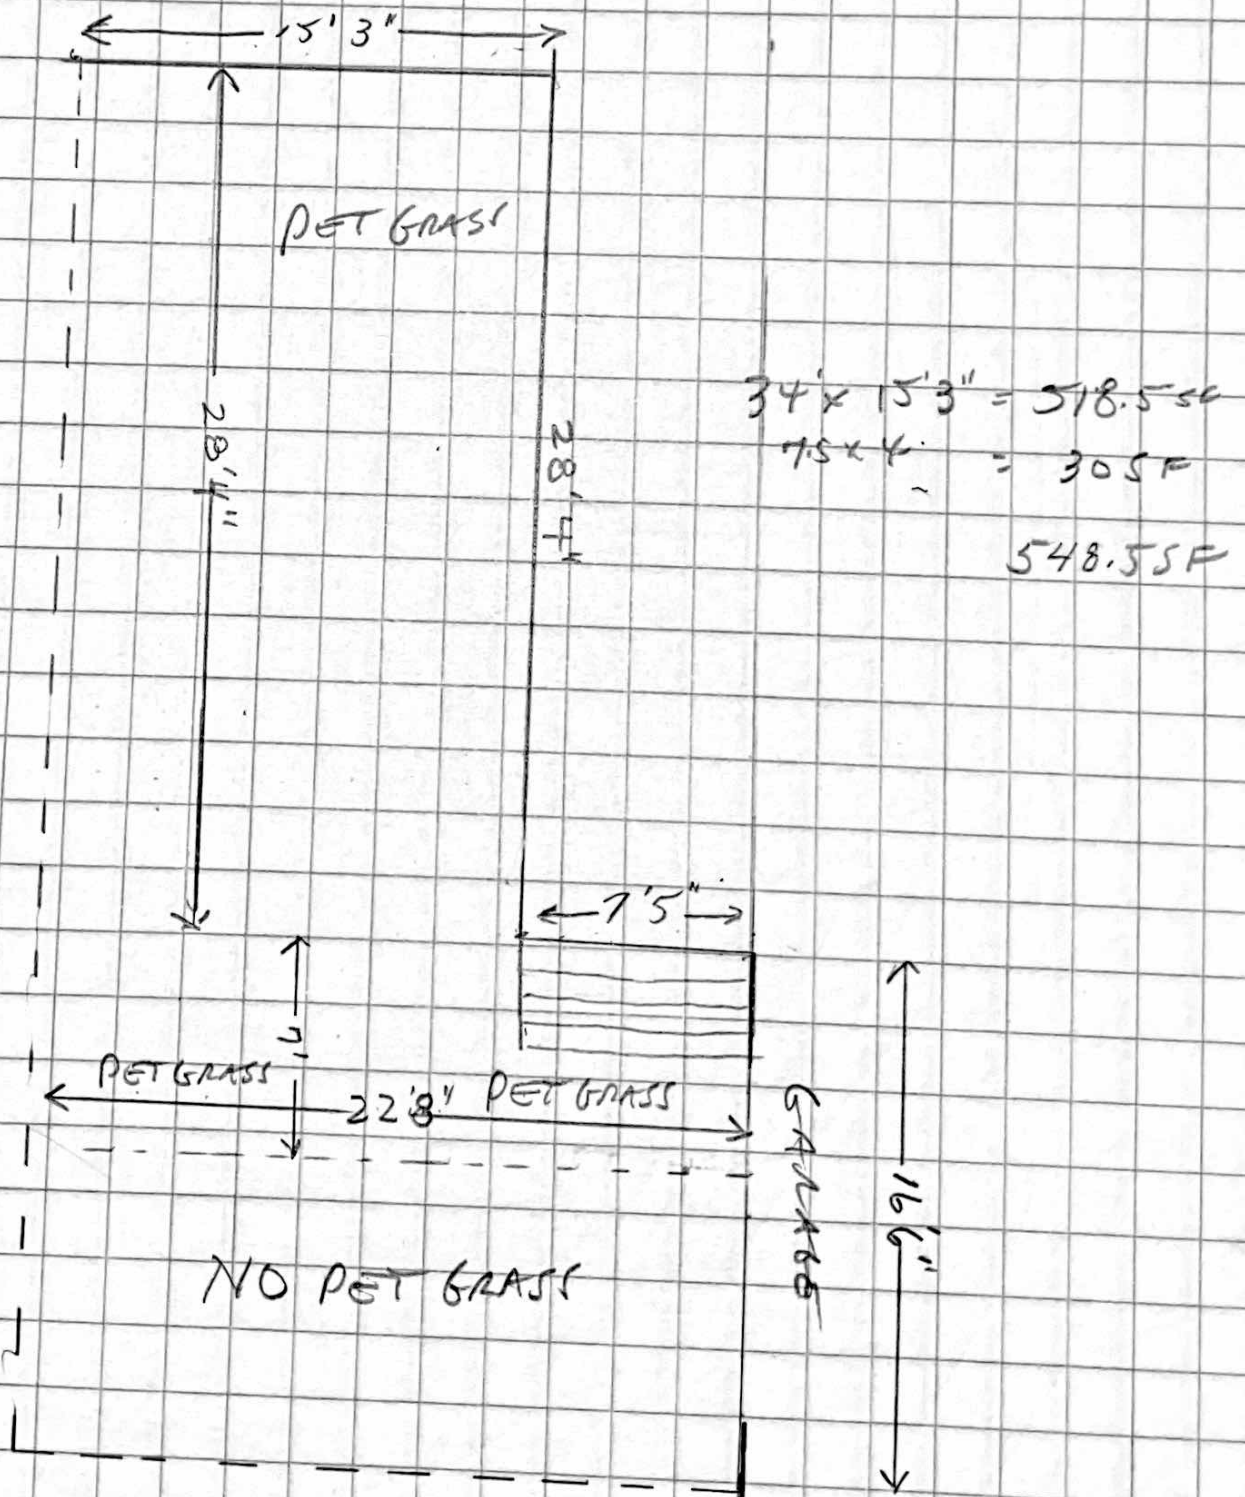 15' 3"
PET GRASS
28' 4"
28' 4"
34' x 15'3" = 518.5 SF
7.5 x 4' = 30 SF
548.5 SF
7'5"
7'
PET GRASS
22'8"
PET GRASS
GARAGE
16'6"
NO PET GRASS